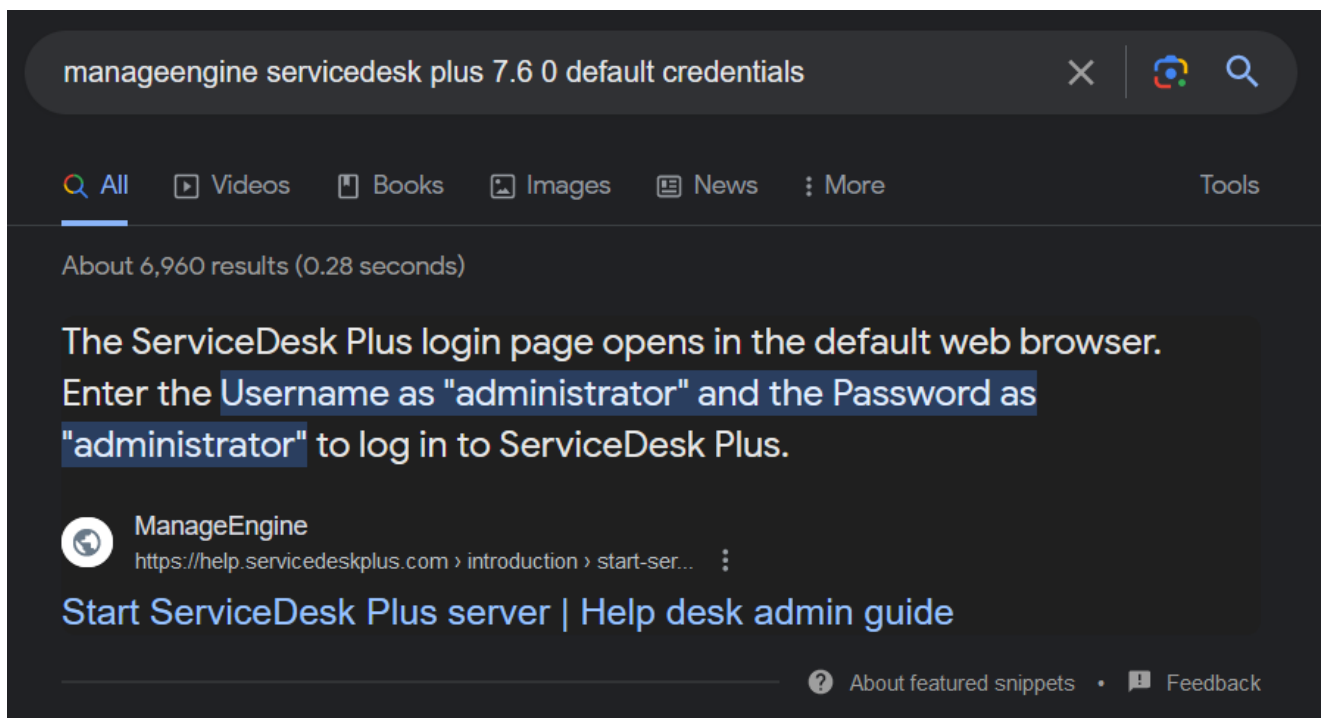 manageengine servicedesk plus 7.6 0 default credentials
All Videos Books Images News More Tools
About 6,960 results (0.28 seconds)
The ServiceDesk Plus login page opens in the default web browser.
Enter the Username as "administrator" and the Password as
"administrator" to log in to ServiceDesk Plus.
ManageEngine
https://help.servicedeskplus.com › introduction › start-ser...
Start ServiceDesk Plus server | Help desk admin guide
About featured snippets • Feedback